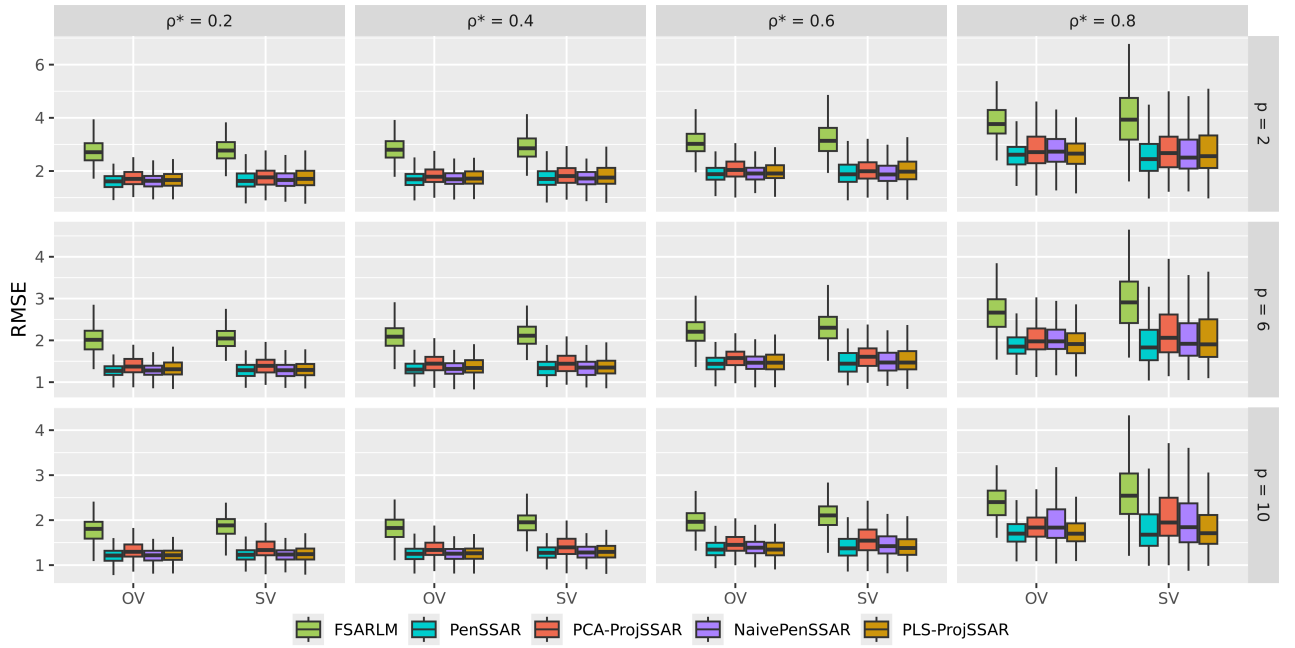 ρ* = 0.2
ρ* = 0.4
ρ* = 0.6
ρ* = 0.8
RMSE
6
4
2
p = 2
4
3
2
1
p = 6
4
3
2
1
p = 10
OV
SV
OV
SV
OV
SV
OV
SV
FSARLM
PenSSAR
PCA-ProjSSAR
NaivePenSSAR
PLS-ProjSSAR